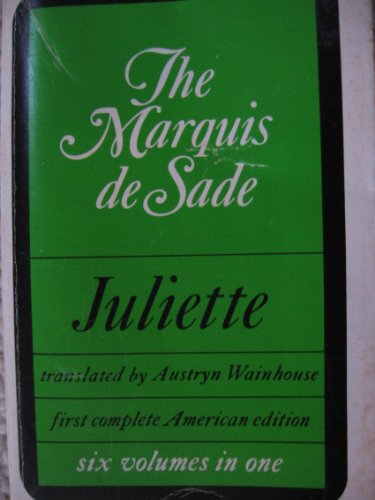 The
Marquis
de Sade
Juliette
translated by Austryn Wainhouse
first complete American edition
six volumes in one